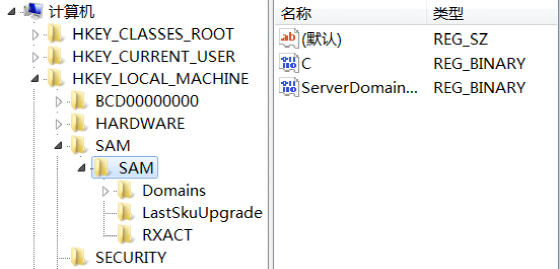 计算机
HKEY_CLASSES_ROOT
HKEY_CURRENT_USER
HKEY_LOCAL_MACHINE
BCD00000000
HARDWARE
SAM
SAM
Domains
LastSkuUpgrade
RXACT
SECURITY
名称 类型
ab (默认) REG_SZ
C REG_BINARY
ServerDomain... REG_BINARY